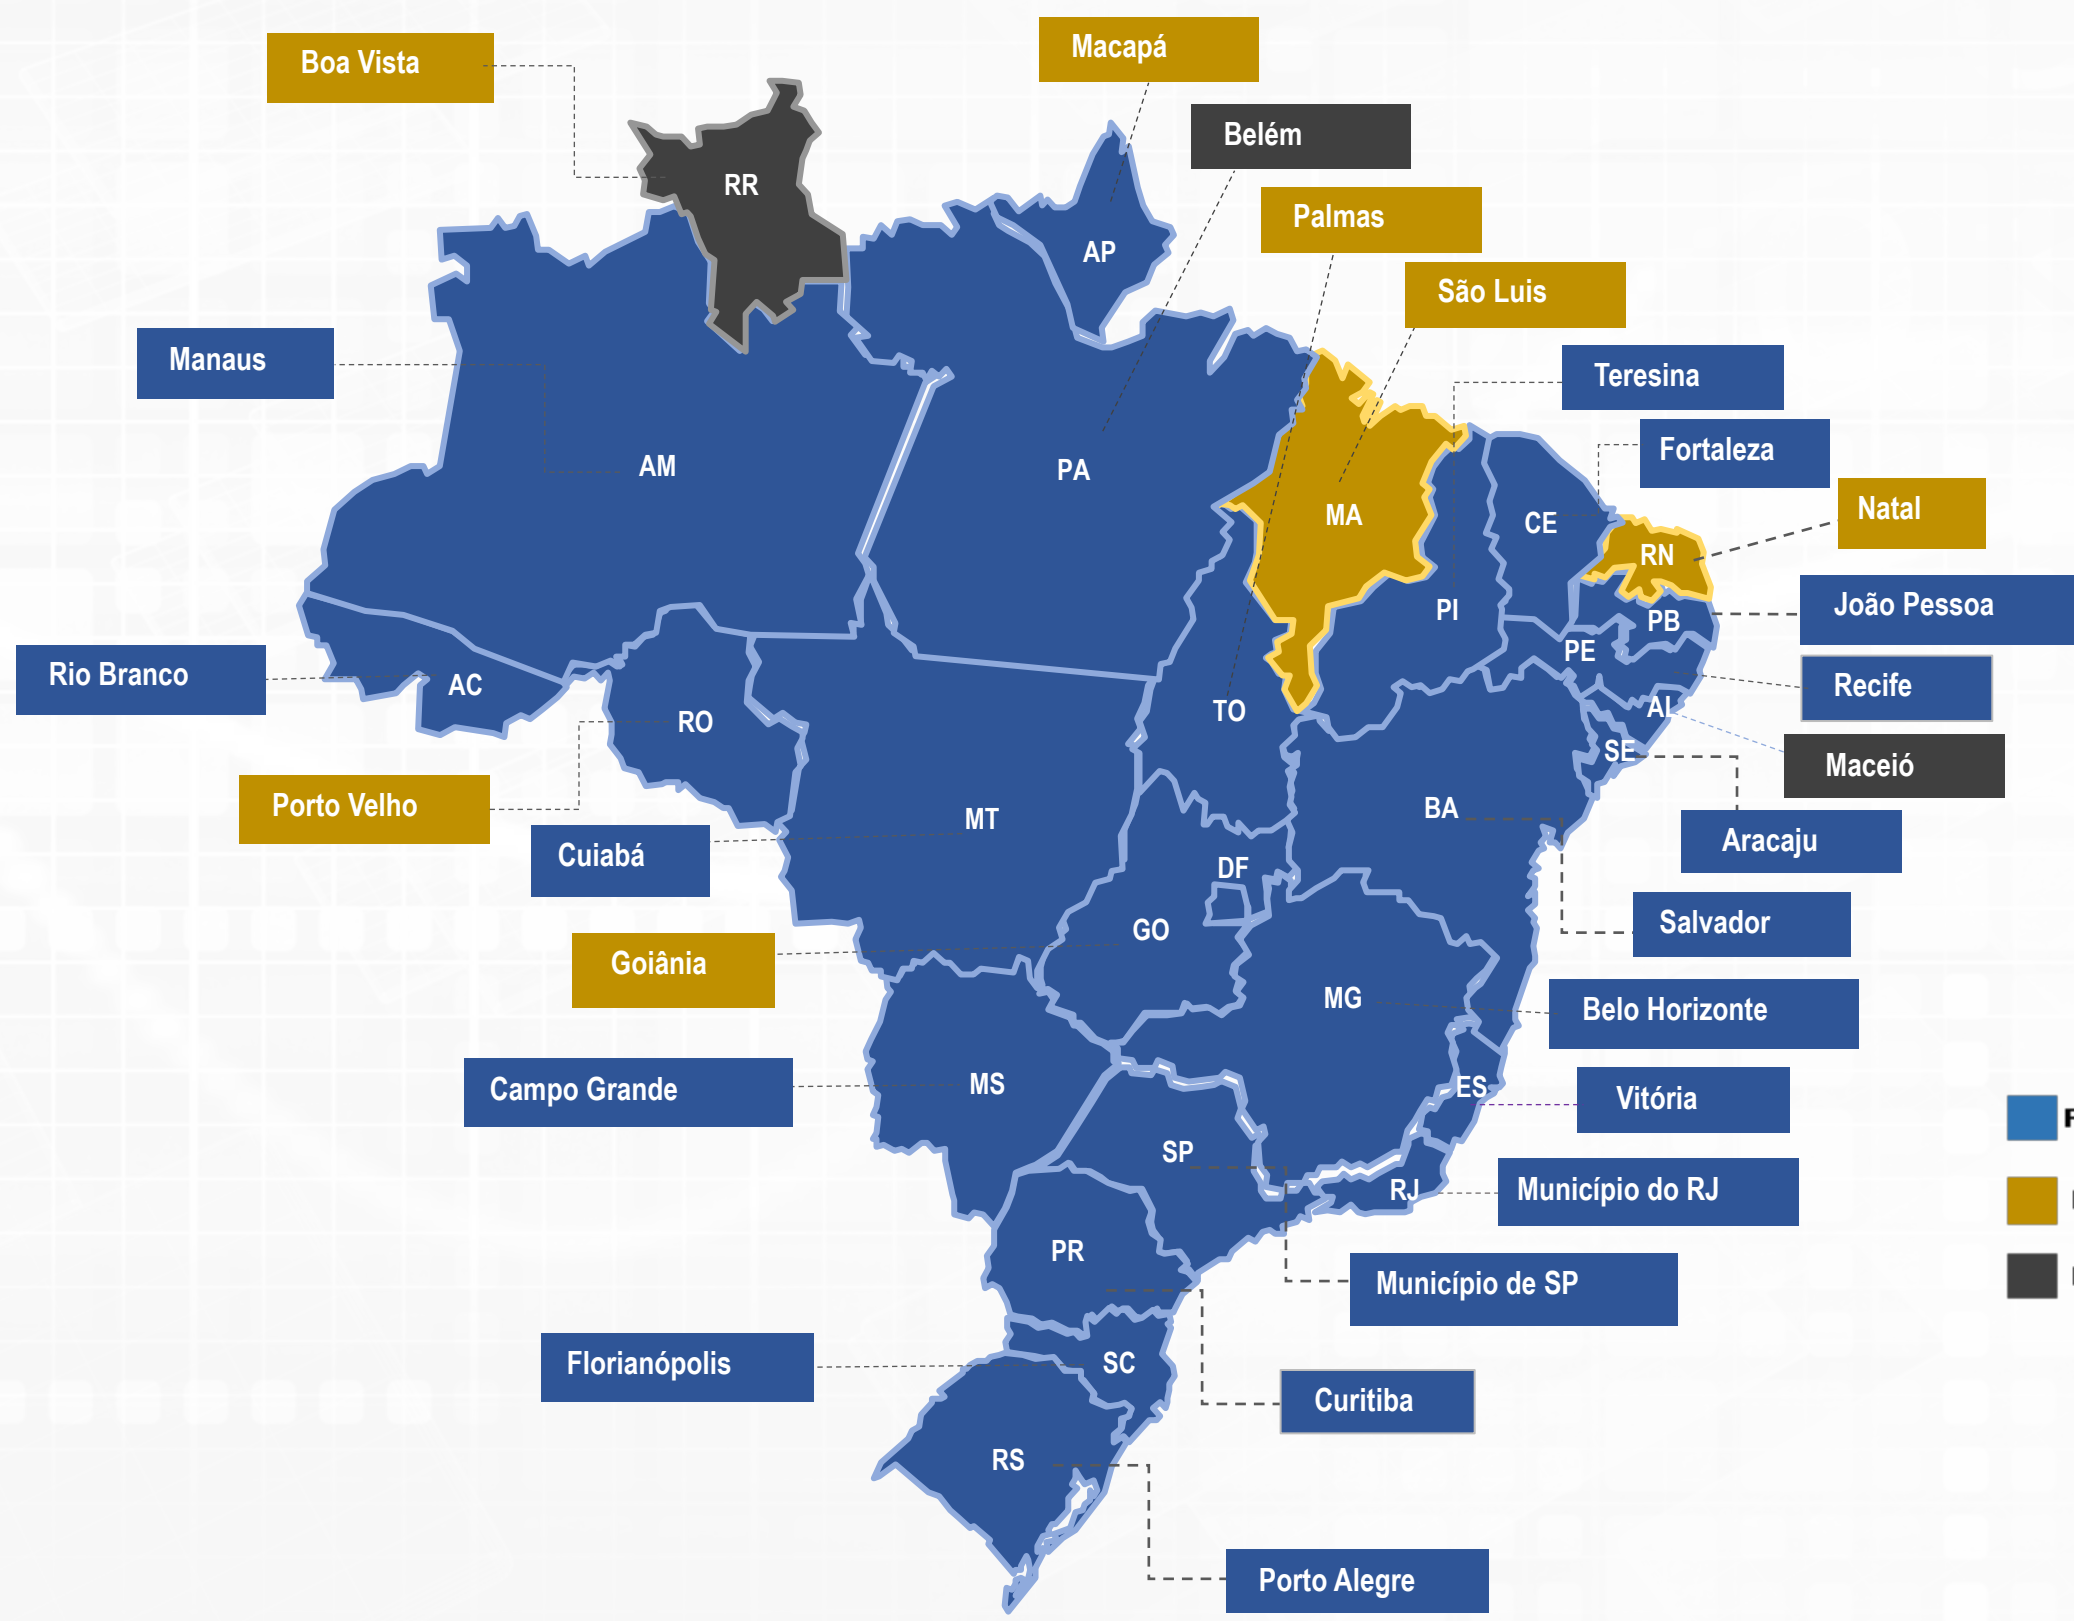 Macapá
Boa Vista
Belém
RR
Palmas
AP
São Luis
Manaus
Teresina
Fortaleza
AM
PA
Natal
MA
CE
RN
João Pessoa
PI
PB
PE
Rio Branco
AC
Recife
TO
AL
RO
SE
Maceió
Porto Velho
BA
MT
Aracaju
Cuiabá
DF
Salvador
GO
Goiânia
MG
Belo Horizonte
MS
Campo Grande
ES
Vitória
SP
RJ
Município do RJ
PR
Município de SP
SC
Florianópolis
Curitiba
RS
Porto Alegre